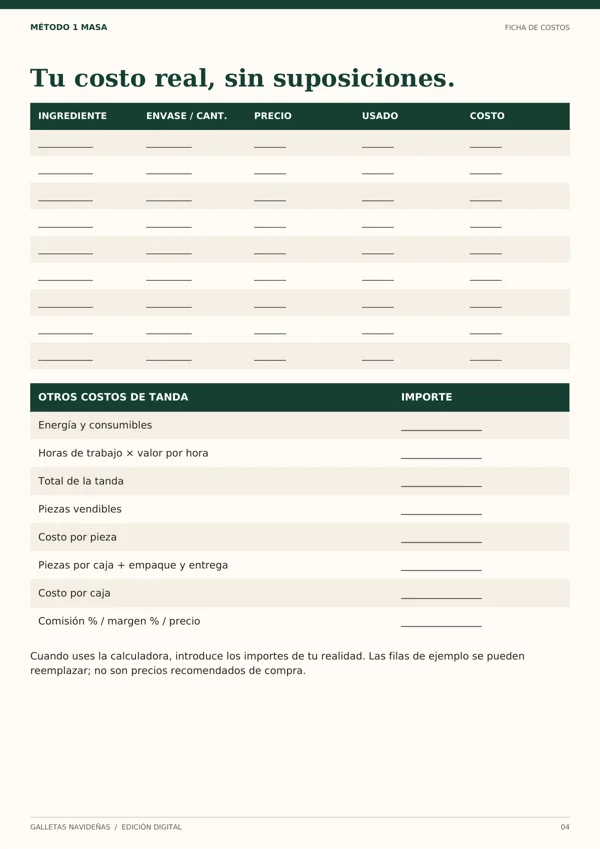 MÉTODO 1 MASA
FICHA DE COSTOS
Tu costo real, sin suposiciones.
INGREDIENTE ENVASE / CANT. PRECIO USADO COSTO
OTROS COSTOS DE TANDA IMPORTE
Energía y consumibles
Horas de trabajo × valor por hora
Total de la tanda
Piezas vendibles
Costo por pieza
Piezas por caja + empaque y entrega
Costo por caja
Comisión % / margen % / precio
Cuando uses la calculadora, introduce los importes de tu realidad. Las filas de ejemplo se pueden
reemplazar; no son precios recomendados de compra.
GALLETAS NAVIDEÑAS / EDICIÓN DIGITAL
04